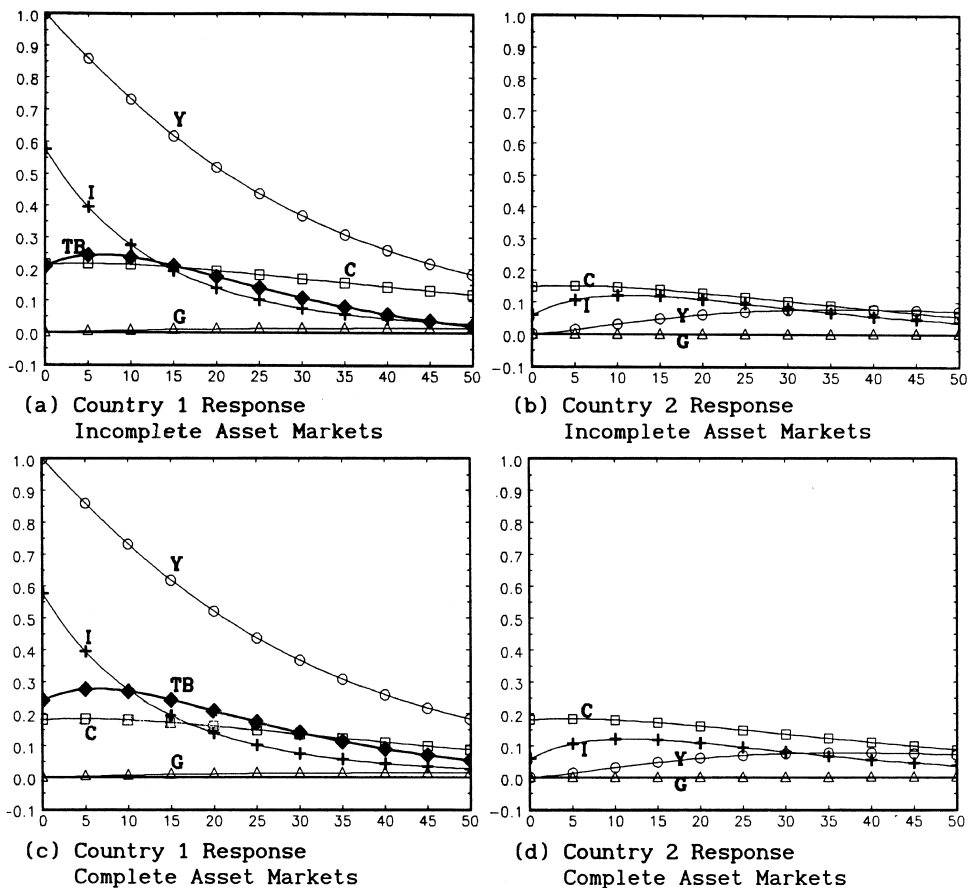 1.0 1.0
0.9 0.9
0.8 0.8
0.7 0.7
Y
0.6 0.6
0.5 0.5
I
0.4 0.4
0.3 0.3
TB C C
0.2 0.2
0.1 I Y 0.1
G G
0.0 0.0
-0.1 -0.1
0 5 10 15 20 25 30 35 40 45 50 0 5 10 15 20 25 30 35 40 45 50
(a) Country 1 Response (b) Country 2 Response
Incomplete Asset Markets Incomplete Asset Markets
1.0 1.0
0.9 0.9
0.8 0.8
0.7 0.7
Y
0.6 0.6
0.5 0.5
I
0.4 0.4
0.3 0.3
TB
0.2 C 0.2
C I
0.1 Y 0.1
G G
0.0 0.0
-0.1 -0.1
0 5 10 15 20 25 30 35 40 45 50 0 5 10 15 20 25 30 35 40 45 50
(c) Country 1 Response (d) Country 2 Response
Complete Asset Markets Complete Asset Markets